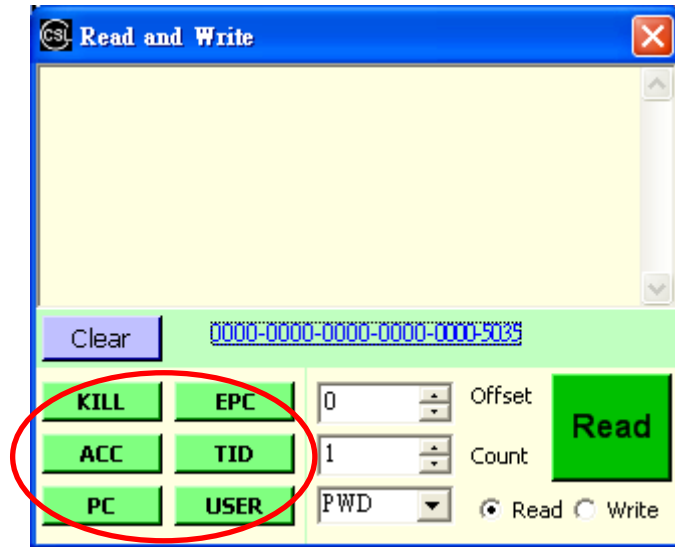 CSL Read and Write
Clear 0000-0000-0000-0000-0000-5035
KILL EPC 0 Offset
ACC TID 1 Count
Read
PC USER PWD Read Write